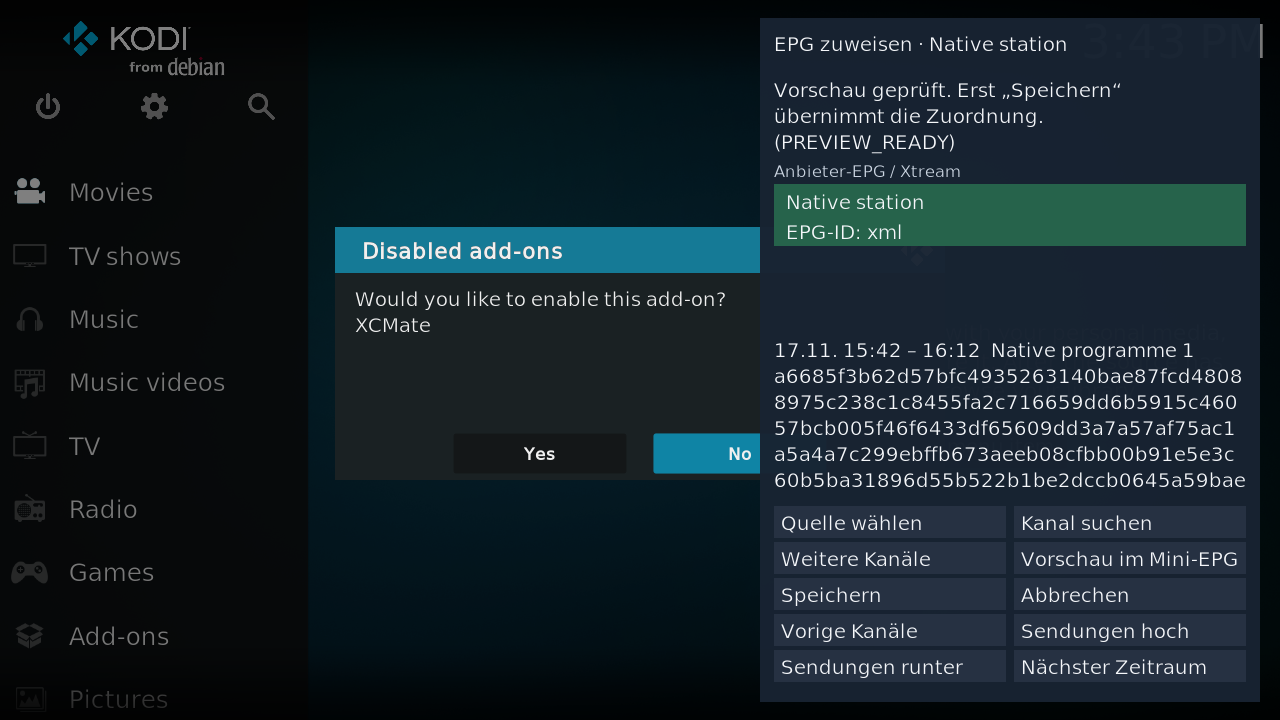 KODI
from debian
Movies
TV shows
Music
Music videos
TV
Radio
Games
Add-ons
Pictures
Disabled add-ons
Would you like to enable this add-on?
XCMate
Yes
No
3:43 PM
EPG zuweisen · Native station
Vorschau geprüft. Erst „Speichern“
übernimmt die Zuordnung.
(PREVIEW_READY)
Anbieter-EPG / Xtream
Native station
EPG-ID: xml
17.11. 15:42 – 16:12 Native programme 1
a6685f3b62d57bfc4935263140bae87fcd4808
8975c238c1c8455fa2c716659dd6b5915c460
57bcb005f46f6433df65609dd3a7a57af75ac1
a5a4a7c299ebffb673aeeb08cfbb00b91e5e3c
60b5ba31896d55b522b1be2dccb0645a59bae
Quelle wählen
Kanal suchen
Weitere Kanäle
Vorschau im Mini-EPG
Speichern
Abbrechen
Vorige Kanäle
Sendungen hoch
Sendungen runter
Nächster Zeitraum